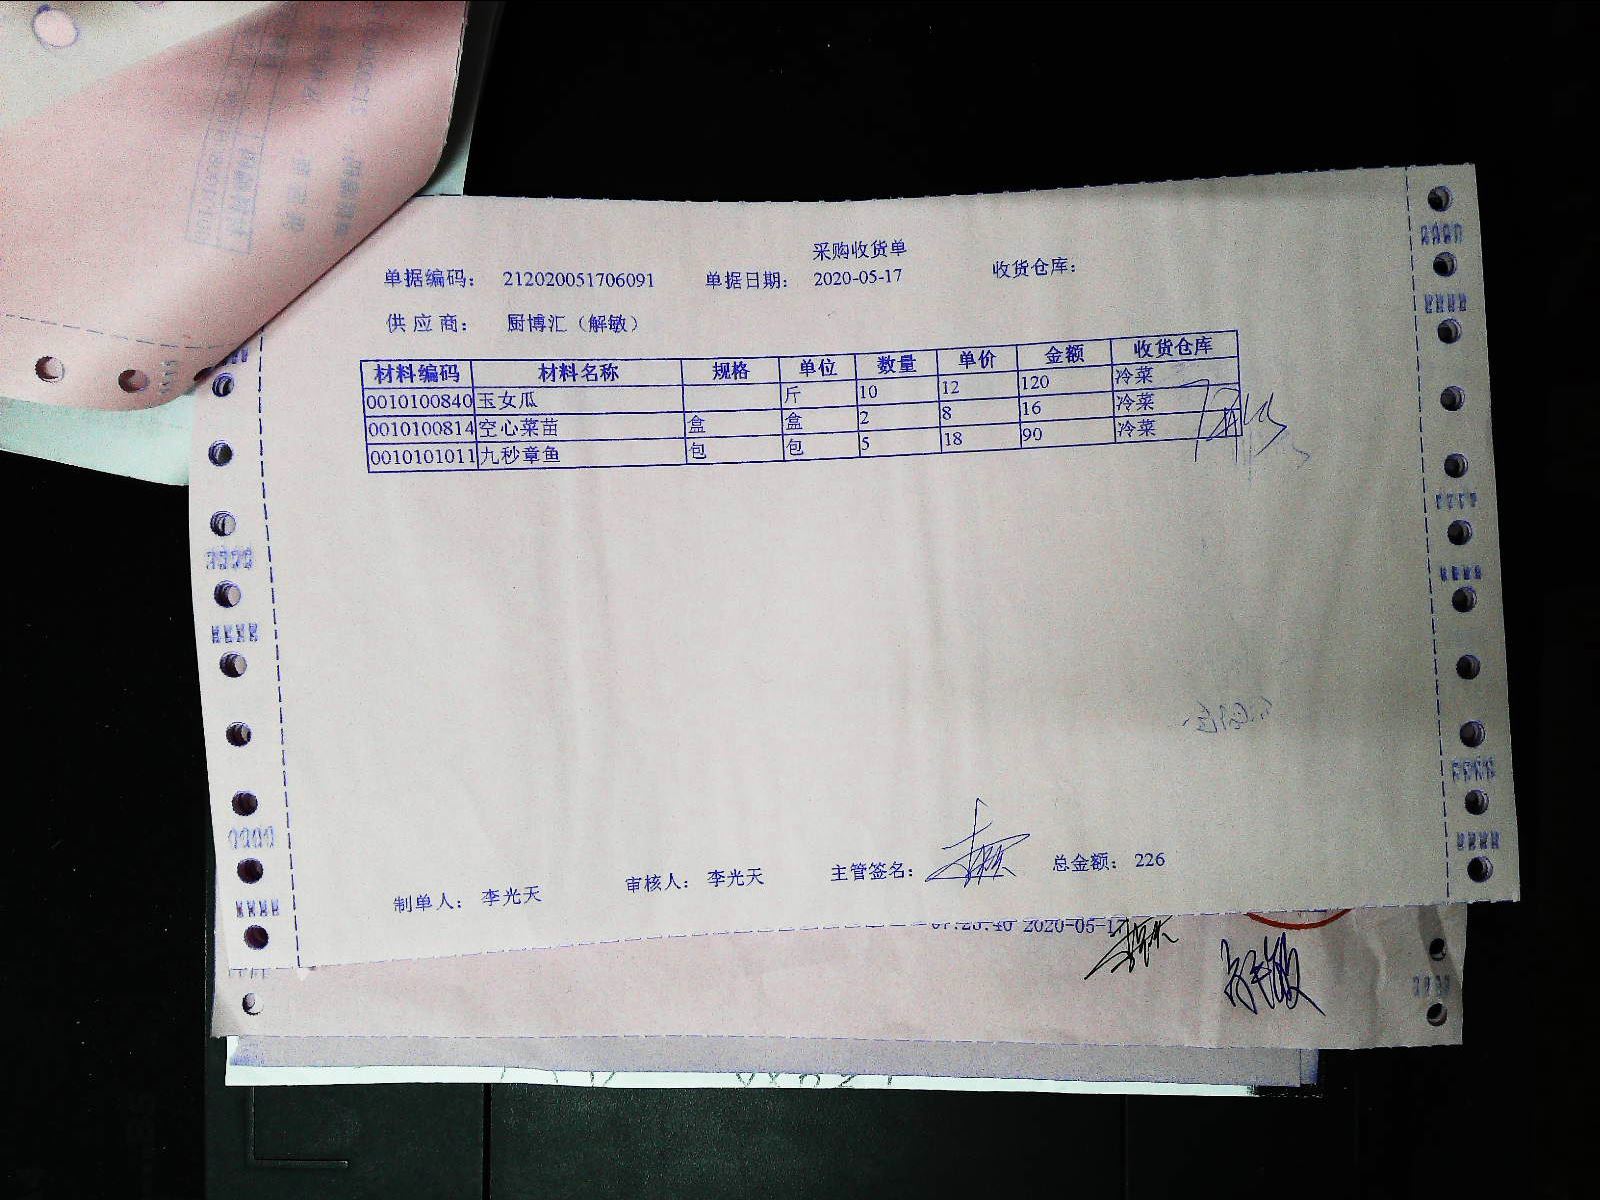 采购收货单
单据编码： 212020051706091 单据日期： 2020-05-17 收货仓库：
供应商： 厨博汇（解敏）
材料编码 材料名称 规格 单位 数量 单价 金额 收货仓库
0010100840 玉女瓜 斤 10 12 120 冷菜
0010100814 空心菜苗 盒 盒 2 8 16 冷菜
0010101011 九秒章鱼 包 包 5 18 90 冷菜
制单人： 李光天 审核人： 李光天 主管签名： 总金额： 226
2020-05-17